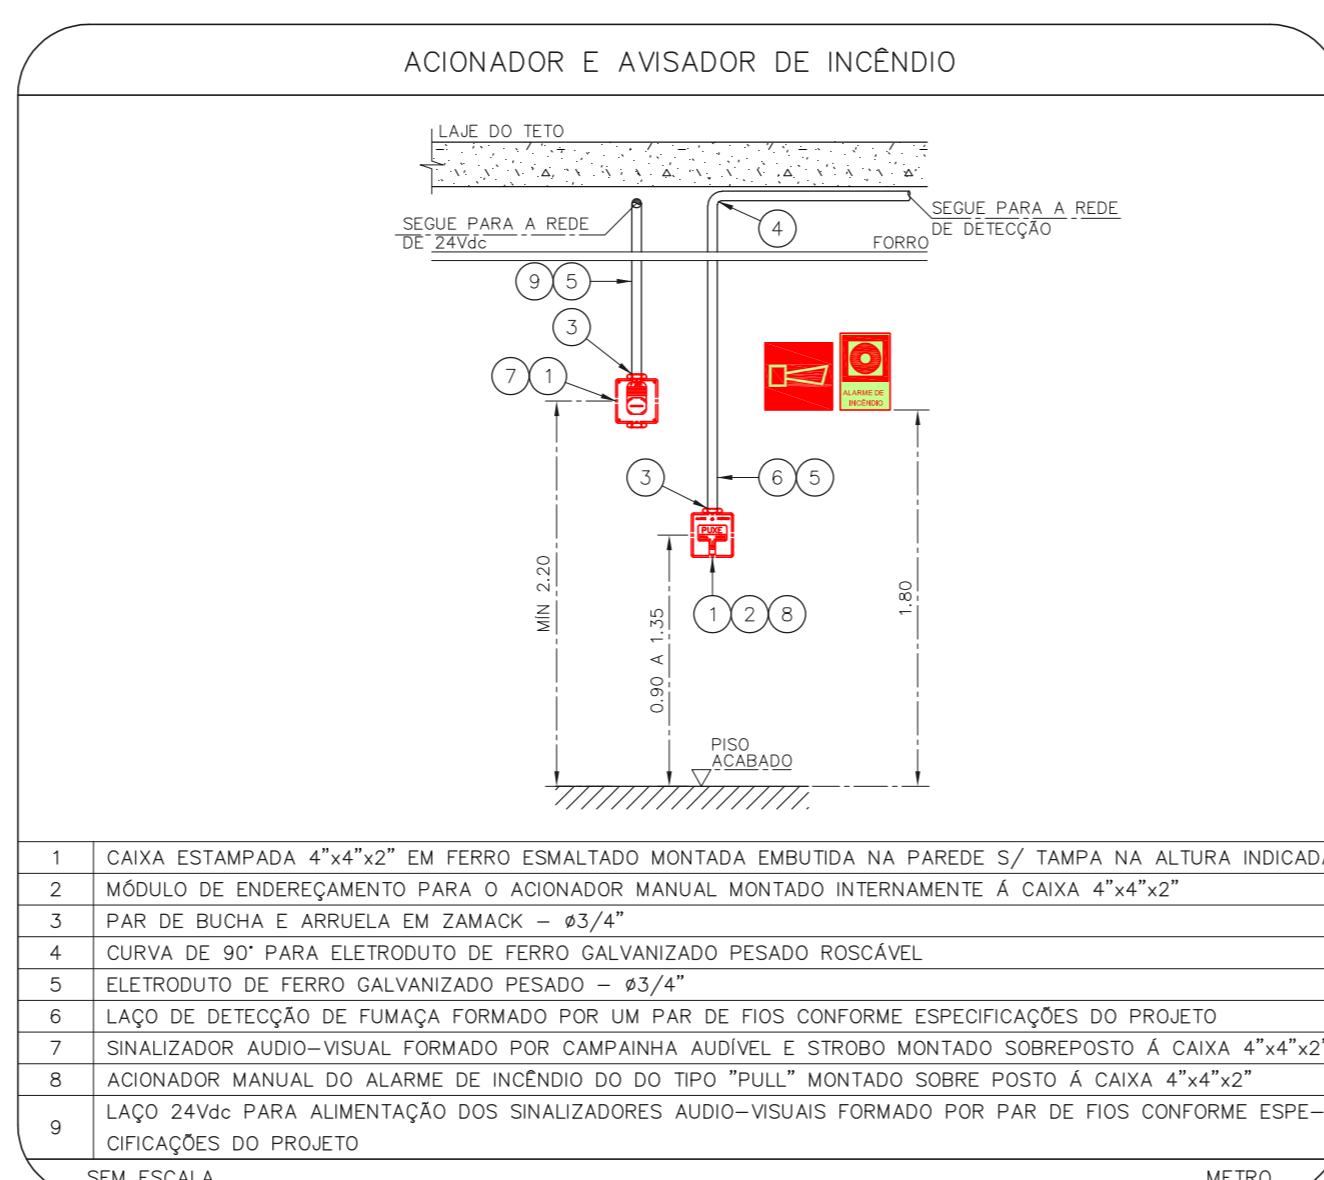 ACIONADOR E AVISADOR DE INCÊNDIO
LAJE DO TETO
SEGUE PARA A REDE
DE 24Vdc
SEGUE PARA A REDE
DE DETECÇÃO
4
FORRO
9 5
3
7 1
ALARME DE
INCÊNDIO
3
6 5
PUXE
1 2 8
MÍN 2.20
0.90 A 1.35
1.80
PISO
ACABADO
1 CAIXA ESTAMPADA 4"x4"x2" EM FERRO ESMALTADO MONTADA EMBUTIDA NA PAREDE S/ TAMPA NA ALTURA INDICADA
2 MÓDULO DE ENDEREÇAMENTO PARA O ACIONADOR MANUAL MONTADO INTERNAMENTE Á CAIXA 4"x4"x2"
3 PAR DE BUCHA E ARRUELA EM ZAMACK – ø3/4"
4 CURVA DE 90° PARA ELETRODUTO DE FERRO GALVANIZADO PESADO ROSCÁVEL
5 ELETRODUTO DE FERRO GALVANIZADO PESADO – ø3/4"
6 LAÇO DE DETECÇÃO DE FUMAÇA FORMADO POR UM PAR DE FIOS CONFORME ESPECIFICAÇÕES DO PROJETO
7 SINALIZADOR AUDIO–VISUAL FORMADO POR CAMPAINHA AUDÍVEL E STROBO MONTADO SOBREPOSTO Á CAIXA 4"x4"x2"
8 ACIONADOR MANUAL DO ALARME DE INCÊNDIO DO DO TIPO "PULL" MONTADO SOBRE POSTO Á CAIXA 4"x4"x2"
9 LAÇO 24Vdc PARA ALIMENTAÇÃO DOS SINALIZADORES AUDIO–VISUAIS FORMADO POR PAR DE FIOS CONFORME ESPE–
CIFICAÇÕES DO PROJETO
SEM ESCALA
METRO